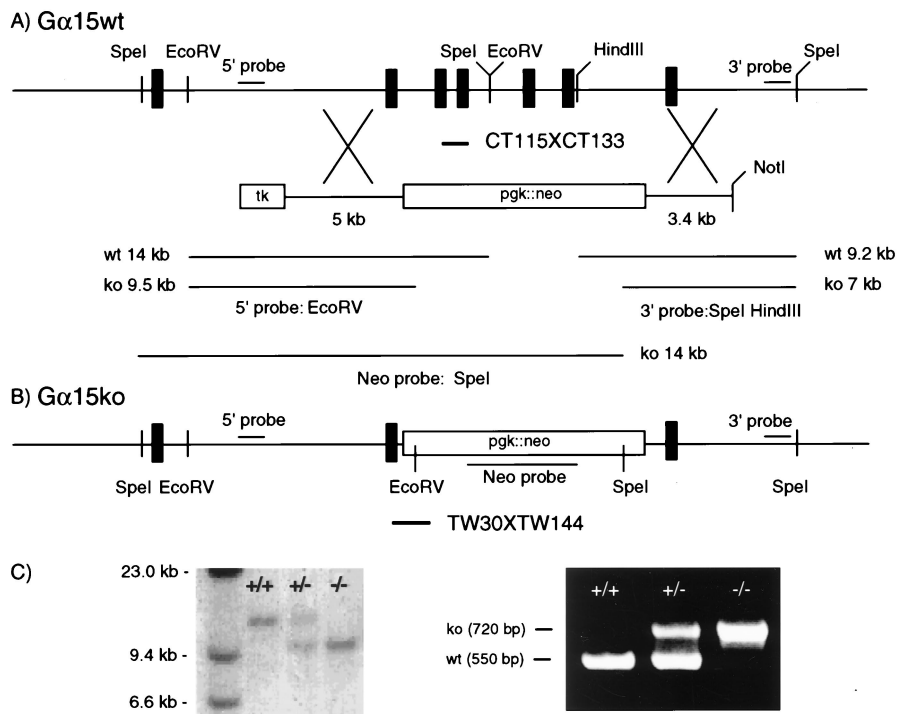 A) Gα15wt
SpeI EcoRV 5' probe SpeI EcoRV HindIII 3' probe SpeI
CT115XCT133
NotI
tk pgk::neo
5 kb 3.4 kb
wt 14 kb wt 9.2 kb
ko 9.5 kb ko 7 kb
5' probe: EcoRV 3' probe:SpeI HindIII
ko 14 kb
Neo probe: SpeI
B) Gα15ko
5' probe pgk::neo 3' probe
Neo probe
SpeI EcoRV EcoRV SpeI SpeI
TW30XTW144
C)
23.0 kb -
+/+ +/- -/-
9.4 kb -
6.6 kb -
+/+ +/- -/-
ko (720 bp) —
wt (550 bp) —